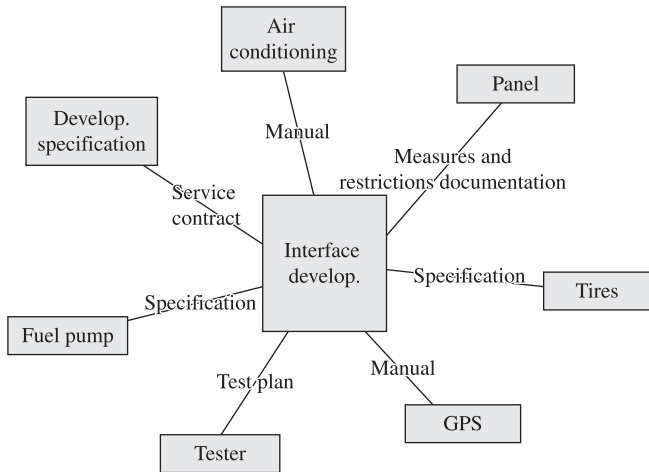 Air
conditioning
Panel
Develop.
specification
Manual
Measures and
restrictions documentation
Service
contract
Interface
develop.
Specification
Tires
Specification
Fuel pump
Manual
Test plan
GPS
Tester